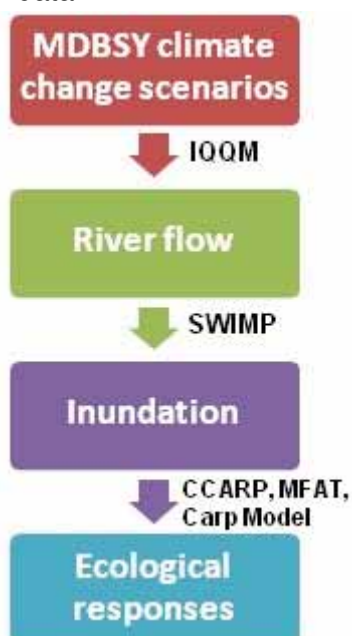 MDBSY climate
change scenarios
IQQM
River flow
SWIMP
Inundation
CCARP, MFAT,
Carp Model
Ecological
responses